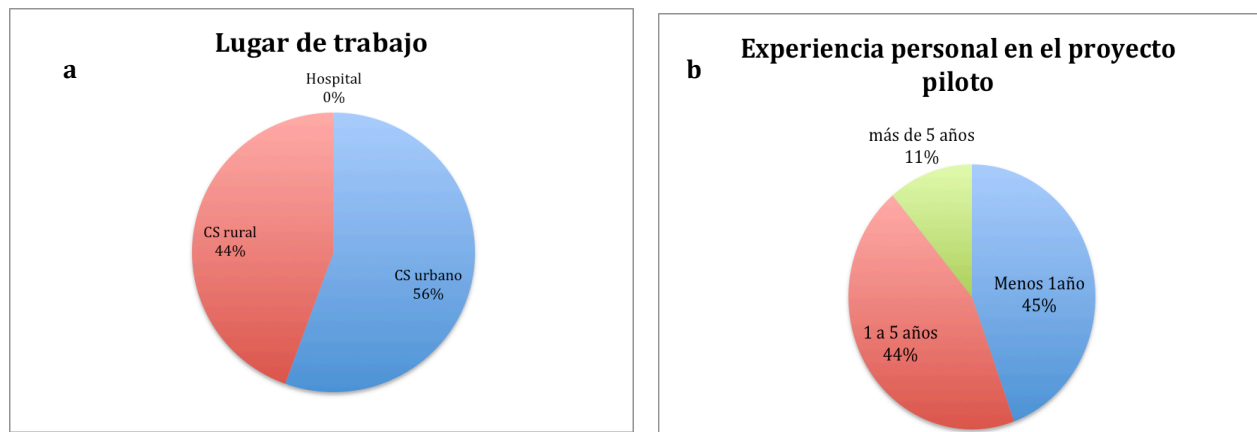 a
Lugar de trabajo
Hospital
0%
CS rural
44%
CS urbano
56%
b
Experiencia personal en el proyecto
piloto
más de 5 años
11%
Menos 1año
45%
1 a 5 años
44%